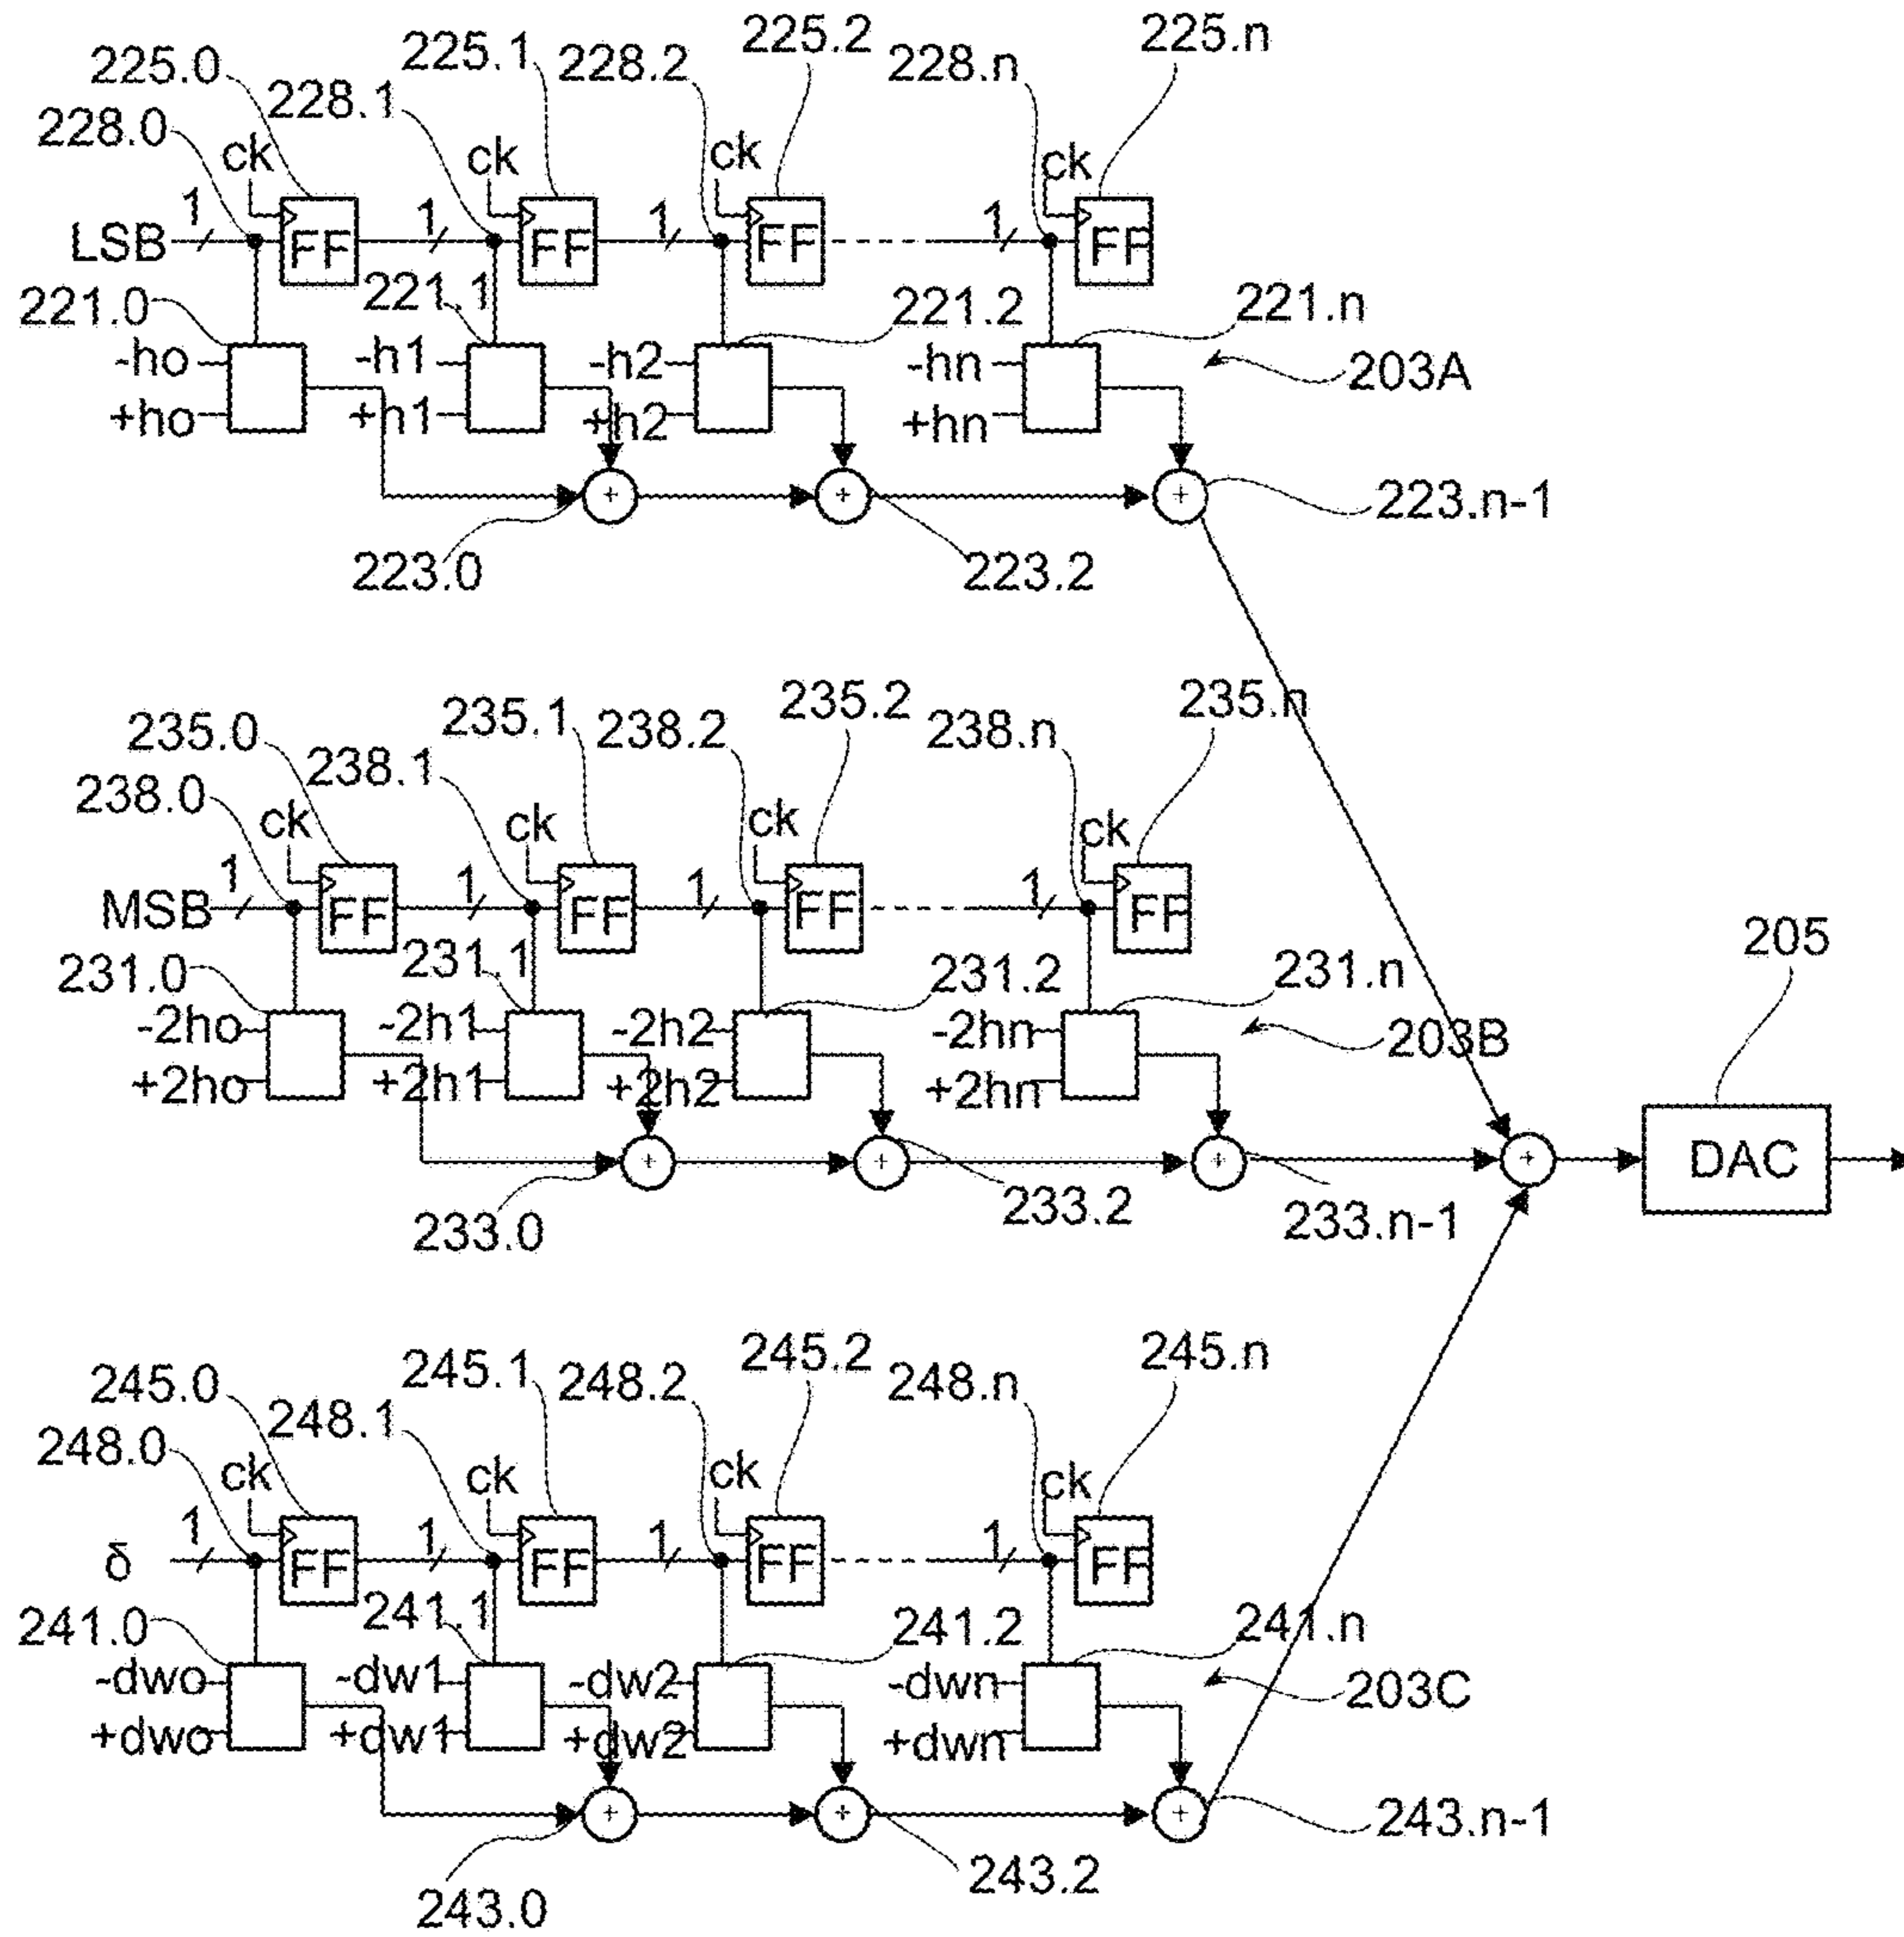 225.0 225.1 225.2 225.n
228.0 228.1 228.2 228.n
ck ck ck ck
LSB 1 FF 1 FF 1 FF 1 FF
221.0 221.1 221.2 221.n
-ho -h1 -h2 -hn 203A
+ho +h1 +h2 +hn
+ + + 223.n-1
223.0 223.2
235.0 235.1 235.2 235.n
238.0 238.1 238.2 238.n
ck ck ck ck
MSB 1 FF 1 FF 1 FF 1 FF
205
231.0 231.1 231.2 231.n
-2ho -2h1 -2h2 -2hn 203B
+2ho +2h1 +2h2 +2hn
+ + + + DAC
233.0 233.2 233.n-1
245.0 245.1 245.2 245.n
248.0 248.1 248.2 248.n
ck ck ck ck
δ 1 FF 1 FF 1 FF 1 FF
241.0 241.1 241.2 241.n
-dwo -dw1 -dw2 -dwn 203C
+dwo +dw1 +dw2 +dwn
+ + + 243.n-1
243.0 243.2